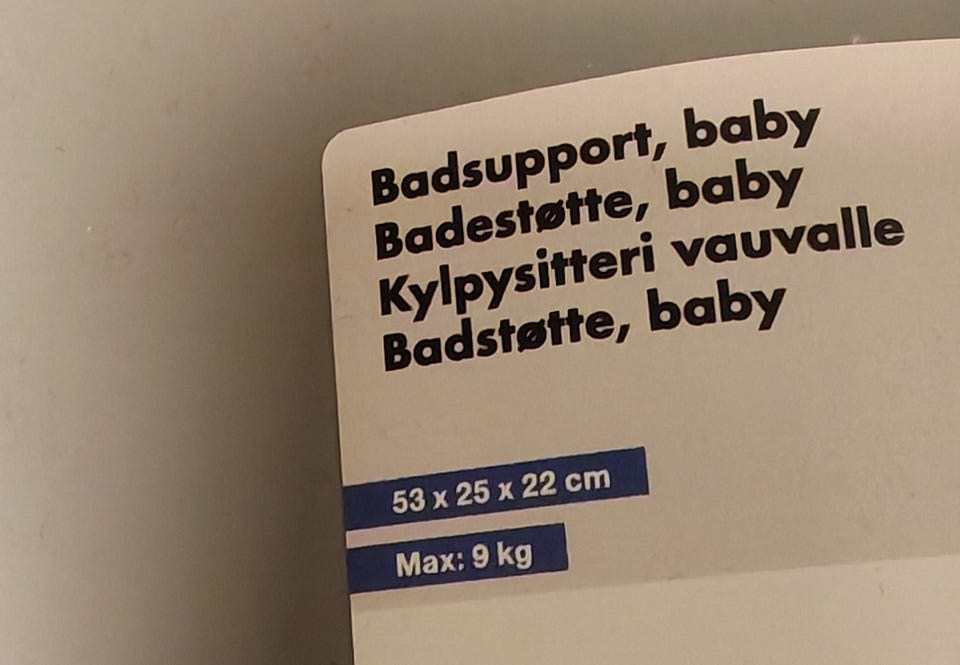 Badsupport, baby
Badestøtte, baby
Kylpysitteri vauvalle
Badstøtte, baby
53 x 25 x 22 cm
Max: 9 kg